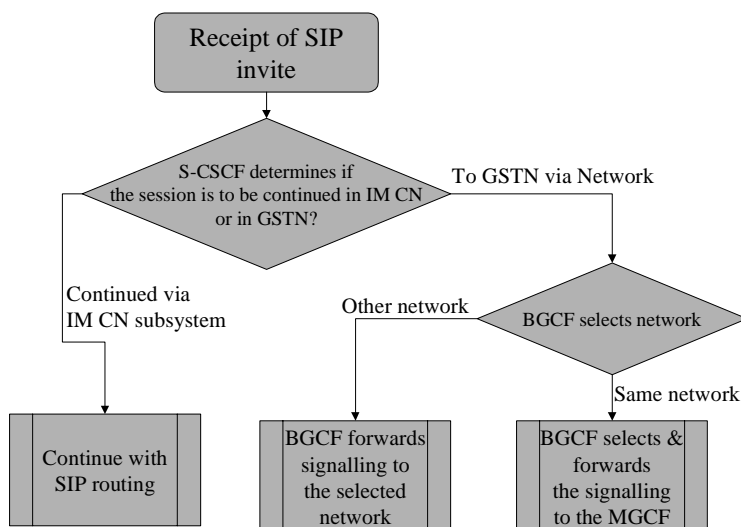 Receipt of SIP
invite
S-CSCF determines if
the session is to be continued in IM CN
or in GSTN?
To GSTN via Network
Continued via
IM CN subsystem
Other network
BGCF selects network
Same network
Continue with
SIP routing
BGCF forwards
signalling to
the selected
network
BGCF selects &
forwards
the signalling
to the MGCF